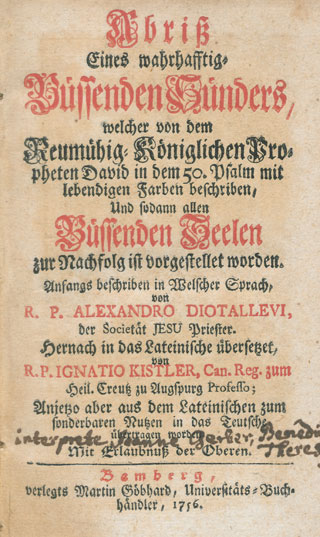 Abriß
Eines wahrhafftig-
Büssenden Sünders,
welcher von dem
Reumühig-Königlichen Pro-
pheten David in dem 50. Psalm mit
lebendigen Farben beschriben,
Und sodann allen
Büssenden Seelen
zur Nachfolg ist vorgestellet worden.
Anfangs beschriben in Welscher Sprach,
von
R. P. ALEXANDRO DIOTALLEVI,
der Societät JESU Priester.
Hernach in das Lateinische übersetzet,
von
R. P. IGNATIO KISTLER, Can. Reg. zum
Heil. Creutz zu Augspurg Professo;
Anjetzo aber aus dem Lateinischen zum
sonderbaren Nutzen in das Teutsche
übertragen worden
interprete Gerber, Benedi
There
Mit Erlaubnuß der Oberen.
Bamberg,
verlegts Martin Göbhard, Universitäts-Buch-
händler, 1756.